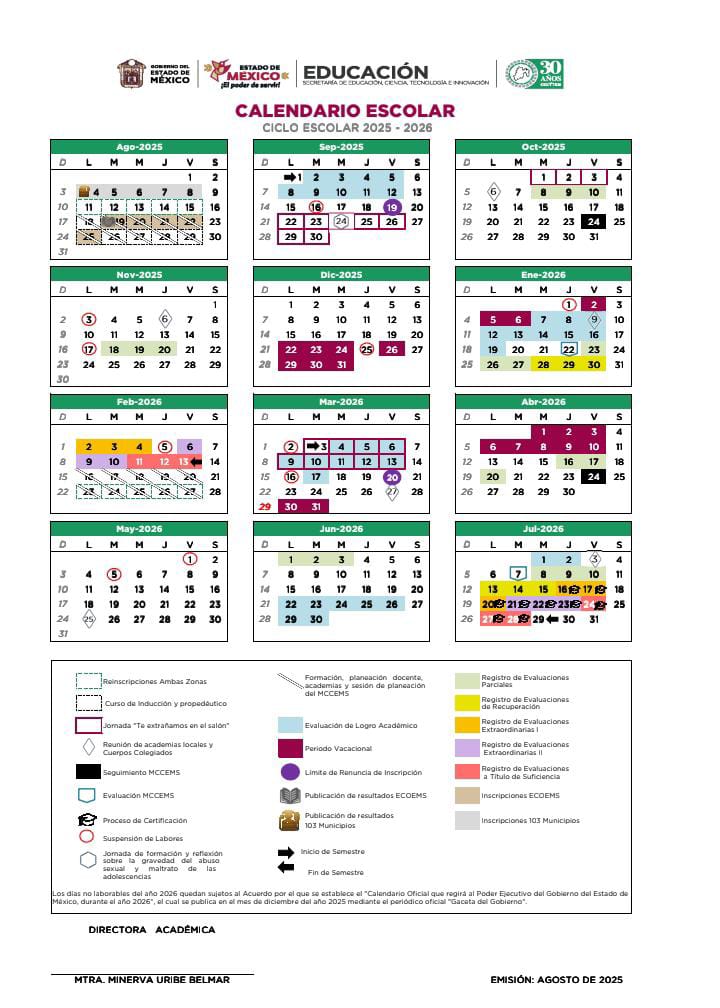 GOBIERNO DEL
ESTADO DE
MÉXICO
ESTADO DE
MÉXICO
¡El poder de servir!
EDUCACIÓN
SECRETARÍA DE EDUCACIÓN, CIENCIA, TECNOLOGÍA E INNOVACIÓN
30
AÑOS
CALENDARIO ESCOLAR
CICLO ESCOLAR 2025 - 2026
Ago-2025
D L M M J V S
1 2
3 4 5 6 7 8 9
10 11 12 13 14 15 16
17 19 20 21 22 23
24 25 26 27 28 29 30
31
Sep-2025
D L M M J V S
1 2 3 4 5 6
7 8 9 10 11 12 13
14 15 16 17 18 19 20
21 22 23 24 25 26 27
28 29 30
Oct-2025
D L M M J V S
1 2 3 4
5 6 7 8 9 10 11
12 13 14 15 16 17 18
19 20 21 22 23 24 25
26 27 28 29 30 31
Nov-2025
D L M M J V S
1
2 3 4 5 6 7 8
9 10 11 12 13 14 15
16 17 18 19 20 21 22
23 24 25 26 27 28 29
30
Dic-2025
D L M M J V S
1 2 3 4 5 6
7 8 9 10 11 12 13
14 15 16 17 18 19 20
21 22 23 24 25 26 27
28 29 30 31
Ene-2026
D L M M J V S
1 2 3
4 5 6 7 8 9 10
11 12 13 14 15 16 17
18 19 20 21 22 23 24
25 26 27 28 29 30 31
Feb-2026
D L M M J V S
1 2 3 4 5 6 7
8 9 10 11 12 13 14
15 16 17 18 19 20 21
22 23 24 25 26 27 28
Mar-2026
D L M M J V S
1 2 3 4 5 6 7
8 9 10 11 12 13 14
15 16 17 18 19 20 21
22 23 24 25 26 27 28
29 30 31
Abr-2026
D L M M J V S
1 2 3 4
5 6 7 8 9 10 11
12 13 14 15 16 17 18
19 20 21 22 23 24 25
26 27 28 29 30
May-2026
D L M M J V S
1 2
3 4 5 6 7 8 9
10 11 12 13 14 15 16
17 18 19 20 21 22 23
24 25 26 27 28 29 30
31
Jun-2026
D L M M J V S
1 2 3 4 5 6
7 8 9 10 11 12 13
14 15 16 17 18 19 20
21 22 23 24 25 26 27
28 29 30
Jul-2026
D L M M J V S
1 2 3 4
5 6 7 8 9 10 11
12 13 14 15 16 17 18
19 20 21 22 23 24 25
26 27 28 29 30 31
Reinscripciones Ambas Zonas
Curso de Inducción y propedéutico
Jornada "Te extrañamos en el salón"
Reunión de academias locales y
Cuerpos Colegiados
Seguimiento MCCEMS
Evaluación MCCEMS
Proceso de Certificación
Suspensión de Labores
Jornada de formación y reflexión
sobre la gravedad del abuso
sexual y maltrato de las
adolescencias
Formación, planeación docente,
academias y sesión de planeación
del MCCEMS
Evaluación de Logro Académico
Periodo Vacacional
Límite de Renuncia de Inscripción
Publicación de resultados ECOEMS
Publicación de resultados
103 Municipios
Inicio de Semestre
Fin de Semestre
Registro de Evaluaciones
Parciales
Registro de Evaluaciones
de Recuperación
Registro de Evaluaciones
Extraordinarias I
Registro de Evaluaciones
Extraordinarias II
Registro de Evaluaciones
a Título de Suficiencia
Inscripciones ECOEMS
Inscripciones 103 Municipios
Los días no laborables del año 2026 quedan sujetos al Acuerdo por el que se establece el "Calendario Oficial que regirá al Poder Ejecutivo del Gobierno del Estado de
México, durante el año 2026", el cual se publica en el mes de diciembre del año 2025 mediante el periódico oficial "Gaceta del Gobierno".
DIRECTORA ACADÉMICA
MTRA. MINERVA URIBE BELMAR
EMISIÓN: AGOSTO DE 2025